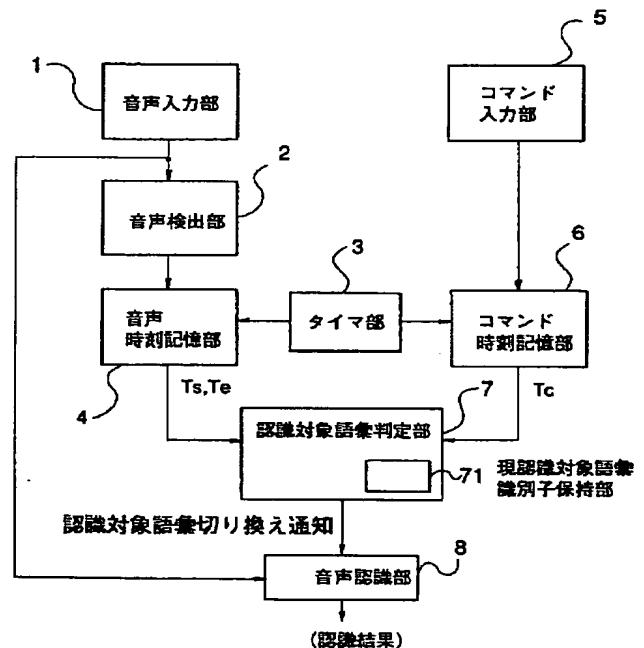 5
1
音声入力部
コマンド
入力部
2
音声検出部
3
6
音声
時刻記憶部
タイマ部
コマンド
時刻記憶部
4
Ts,Te
7
Tc
認識対象語彙判定部
71
現認識対象語彙
識別子保持部
認識対象語彙切り換え通知
8
音声認識部
(認識結果)